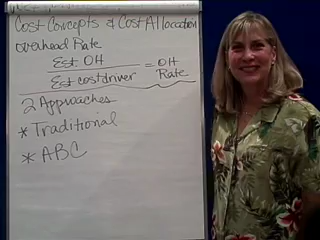 Cost Concepts & Cost Allocation
overhead Rate
Est OH
Est cost driver
= OH Rate
2 Approaches
* Traditional
* ABC